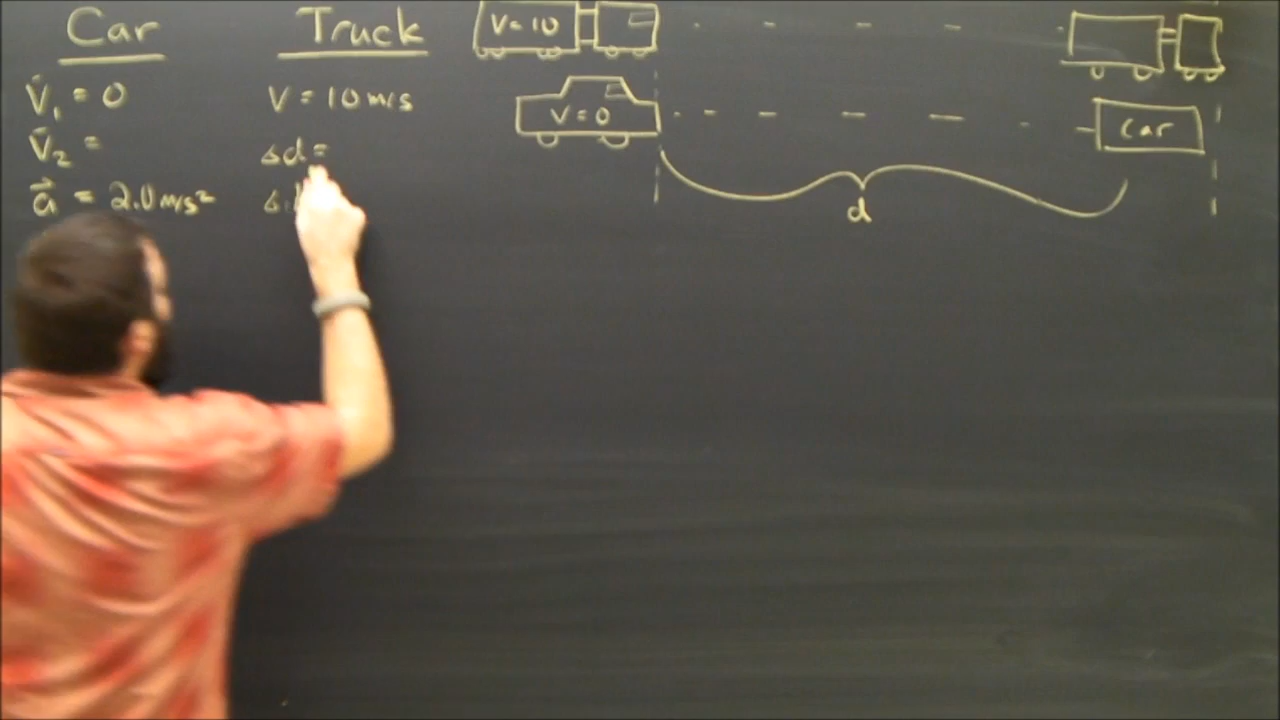 Car
V₁ = 0
V₂ =
a = 2.0 m/s²
Truck
V = 10 m/s
Δd =
V = 10
V = 0
car
d